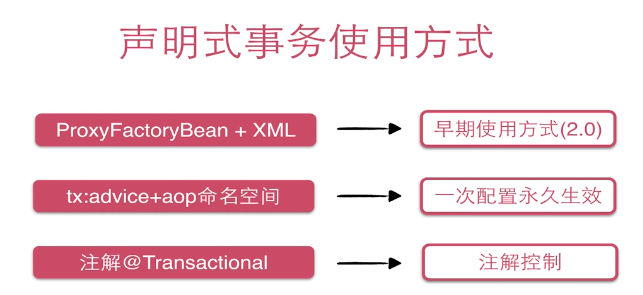 声明式事务使用方式
ProxyFactoryBean + XML
早期使用方式(2.0)
tx:advice+aop命名空间
一次配置永久生效
注解@Transactional
注解控制